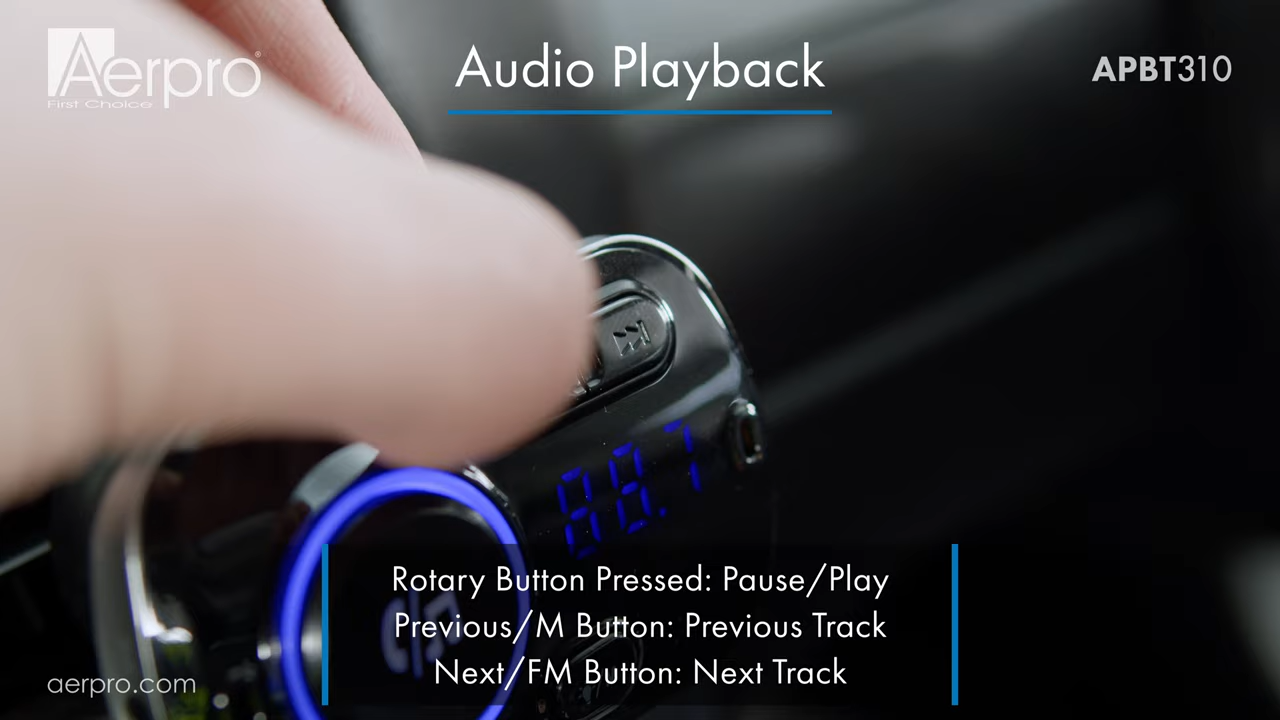 Aerpro®
First Choice
Audio Playback
APBT310
88.7
Rotary Button Pressed: Pause/Play
Previous/M Button: Previous Track
Next/FM Button: Next Track
aerpro.com